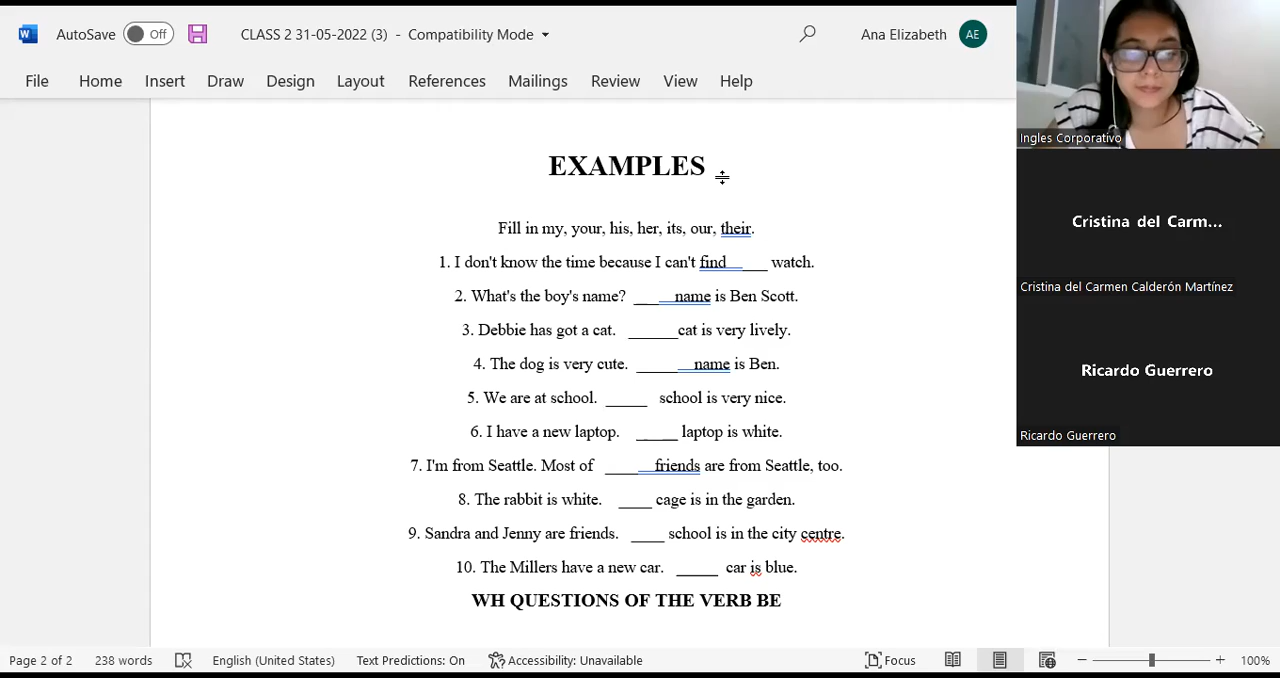 AutoSave Off CLASS 2 31-05-2022 (3) - Compatibility Mode Ana Elizabeth AE
File Home Insert Draw Design Layout References Mailings Review View Help
EXAMPLES
Fill in my, your, his, her, its, our, their.
1. I don't know the time because I can't find_____ watch.
2. What's the boy's name? _____name is Ben Scott.
3. Debbie has got a cat. ______cat is very lively.
4. The dog is very cute. _______name is Ben.
5. We are at school. _____ school is very nice.
6. I have a new laptop. _____ laptop is white.
7. I'm from Seattle. Most of ______friends are from Seattle, too.
8. The rabbit is white. ____ cage is in the garden.
9. Sandra and Jenny are friends. ____ school is in the city centre.
10. The Millers have a new car. _____ car is blue.
WH QUESTIONS OF THE VERB BE
Page 2 of 2 238 words English (United States) Text Predictions: On Accessibility: Unavailable Focus 100%
Ingles Corporativo
Cristina del Carm...
Cristina del Carmen Calderón Martínez
Ricardo Guerrero
Ricardo Guerrero